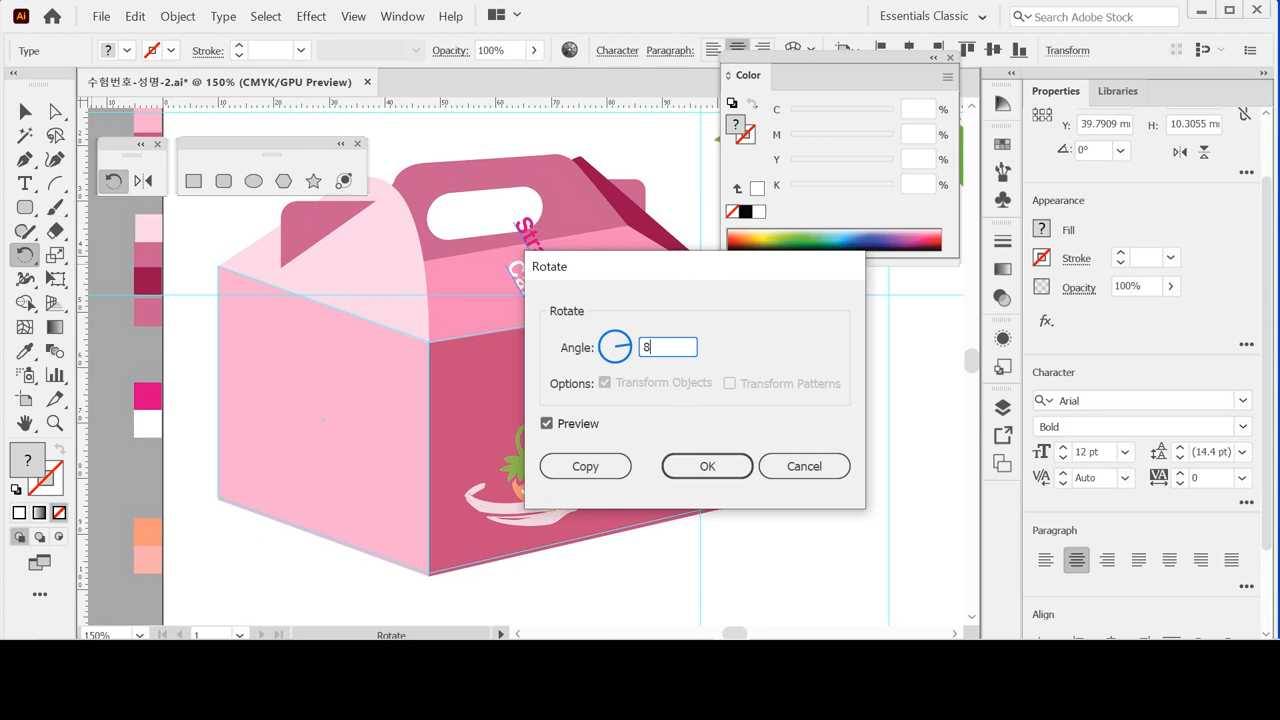 Ai File Edit Object Type Select Effect View Window Help Essentials Classic Search Adobe Stock
Type ? Stroke: Opacity: 100% Character Paragraph: Transform
수험번호-성명-2.ai* @ 150% (CMYK/GPU Preview)
Color
? C %
M %
Y %
K %
Properties Libraries
Y: 39.7909 mm H: 10.3055 mm
0°
Appearance
? Fill
Stroke
Opacity 100%
fx.
Character
Arial
Bold
12 pt (14.4 pt)
Auto 0
Paragraph
Align
Rotate
Rotate
Angle: 8
Options: Transform Objects Transform Patterns
Preview
Copy OK Cancel
?
150% 1 Rotate